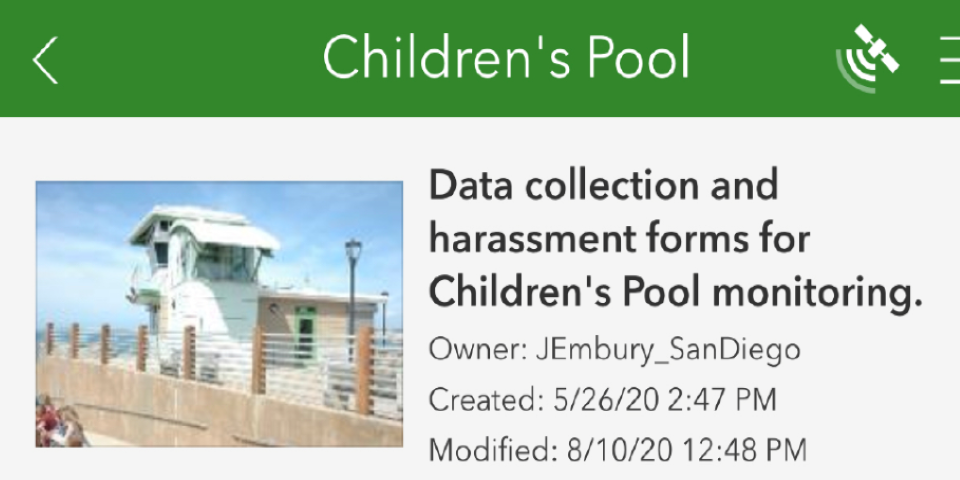 Children's Pool
Data collection and
harassment forms for
Children's Pool monitoring.
Owner: JEmbury_SanDiego
Created: 5/26/20 2:47 PM
Modified: 8/10/20 12:48 PM